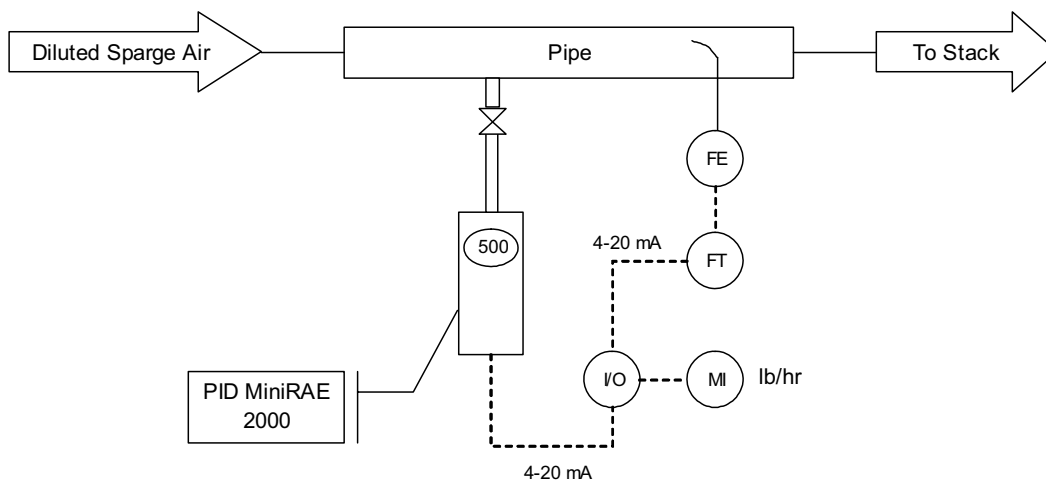 Diluted Sparge Air
Pipe
To Stack
FE
500
4-20 mA
FT
I/O
MI
lb/hr
PID MiniRAE
2000
4-20 mA